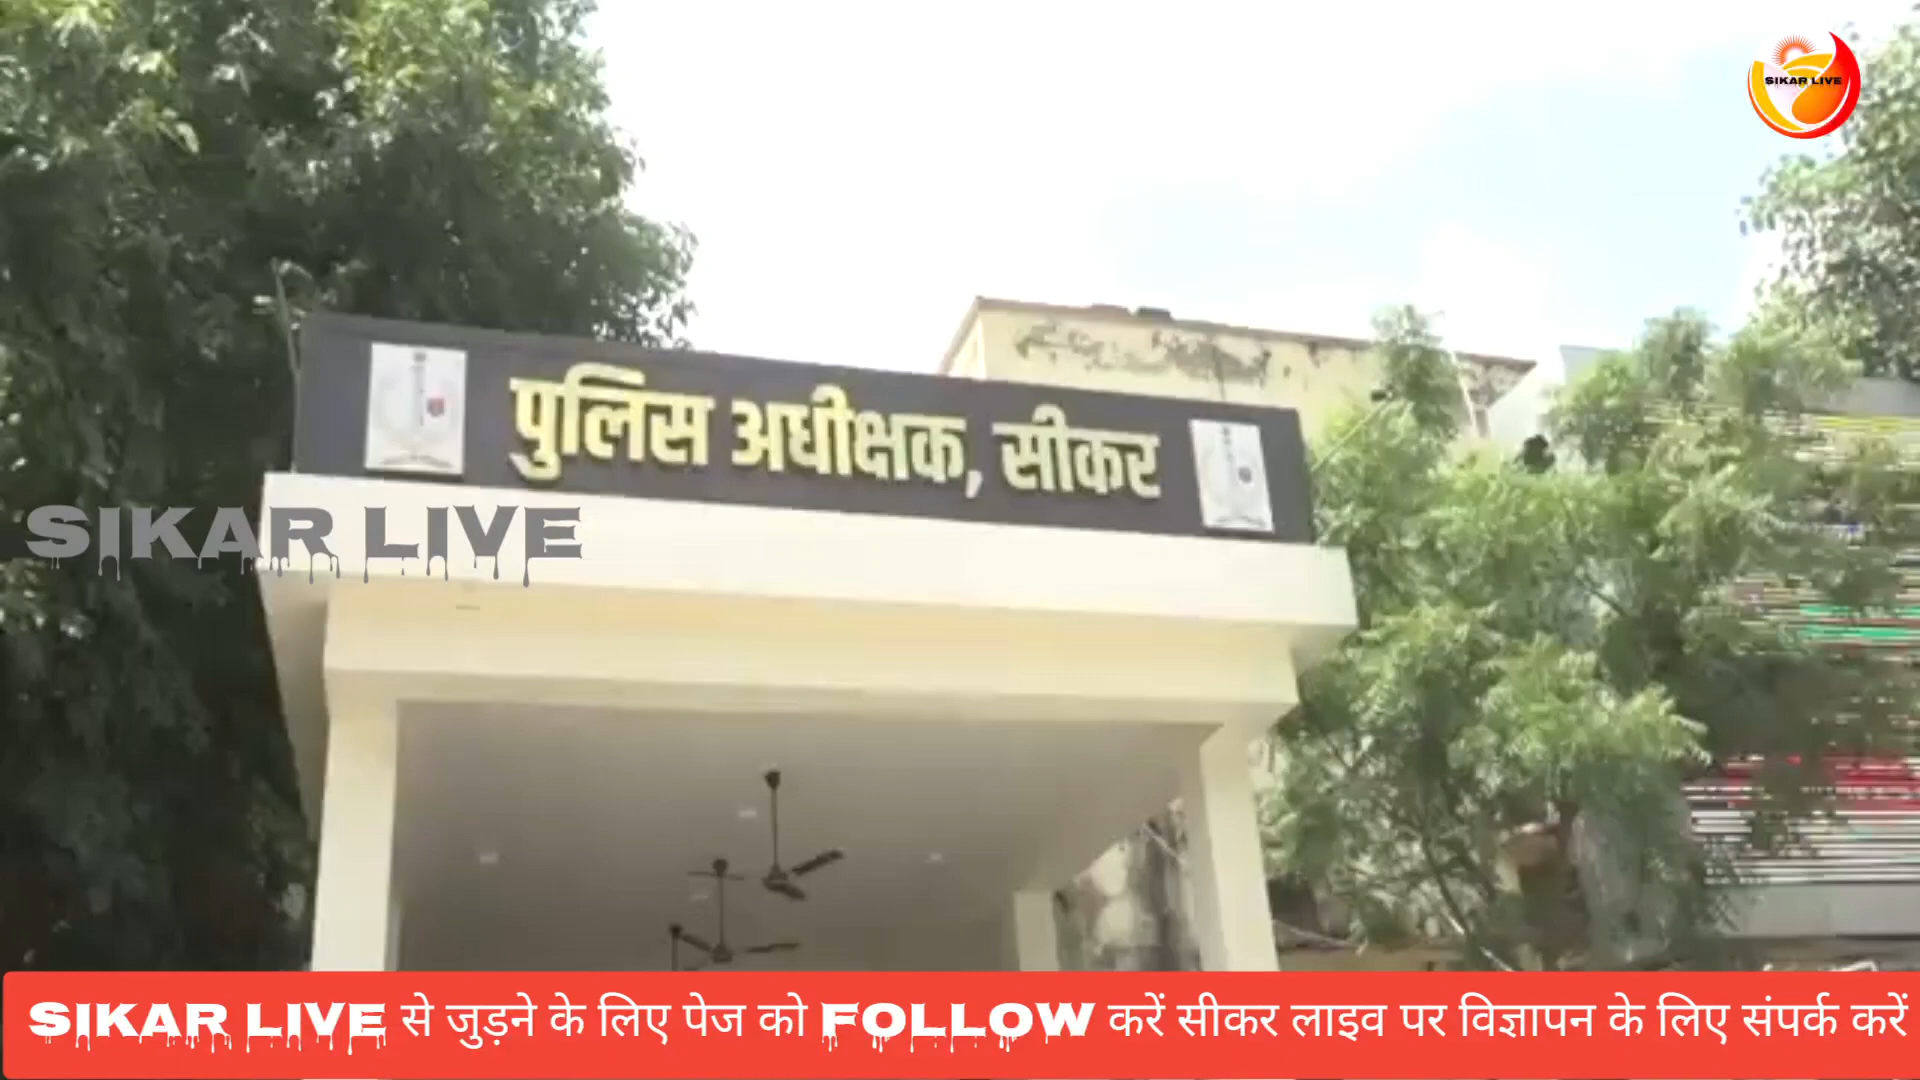 SIKAR LIVE
पुलिस अधीक्षक, सीकर
SIKAR LIVE
SIKAR LIVE से जुड़ने के लिए पेज को FOLLOW करें सीकर लाइव पर विज्ञापन के लिए संपर्क करें